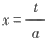 x = t/a